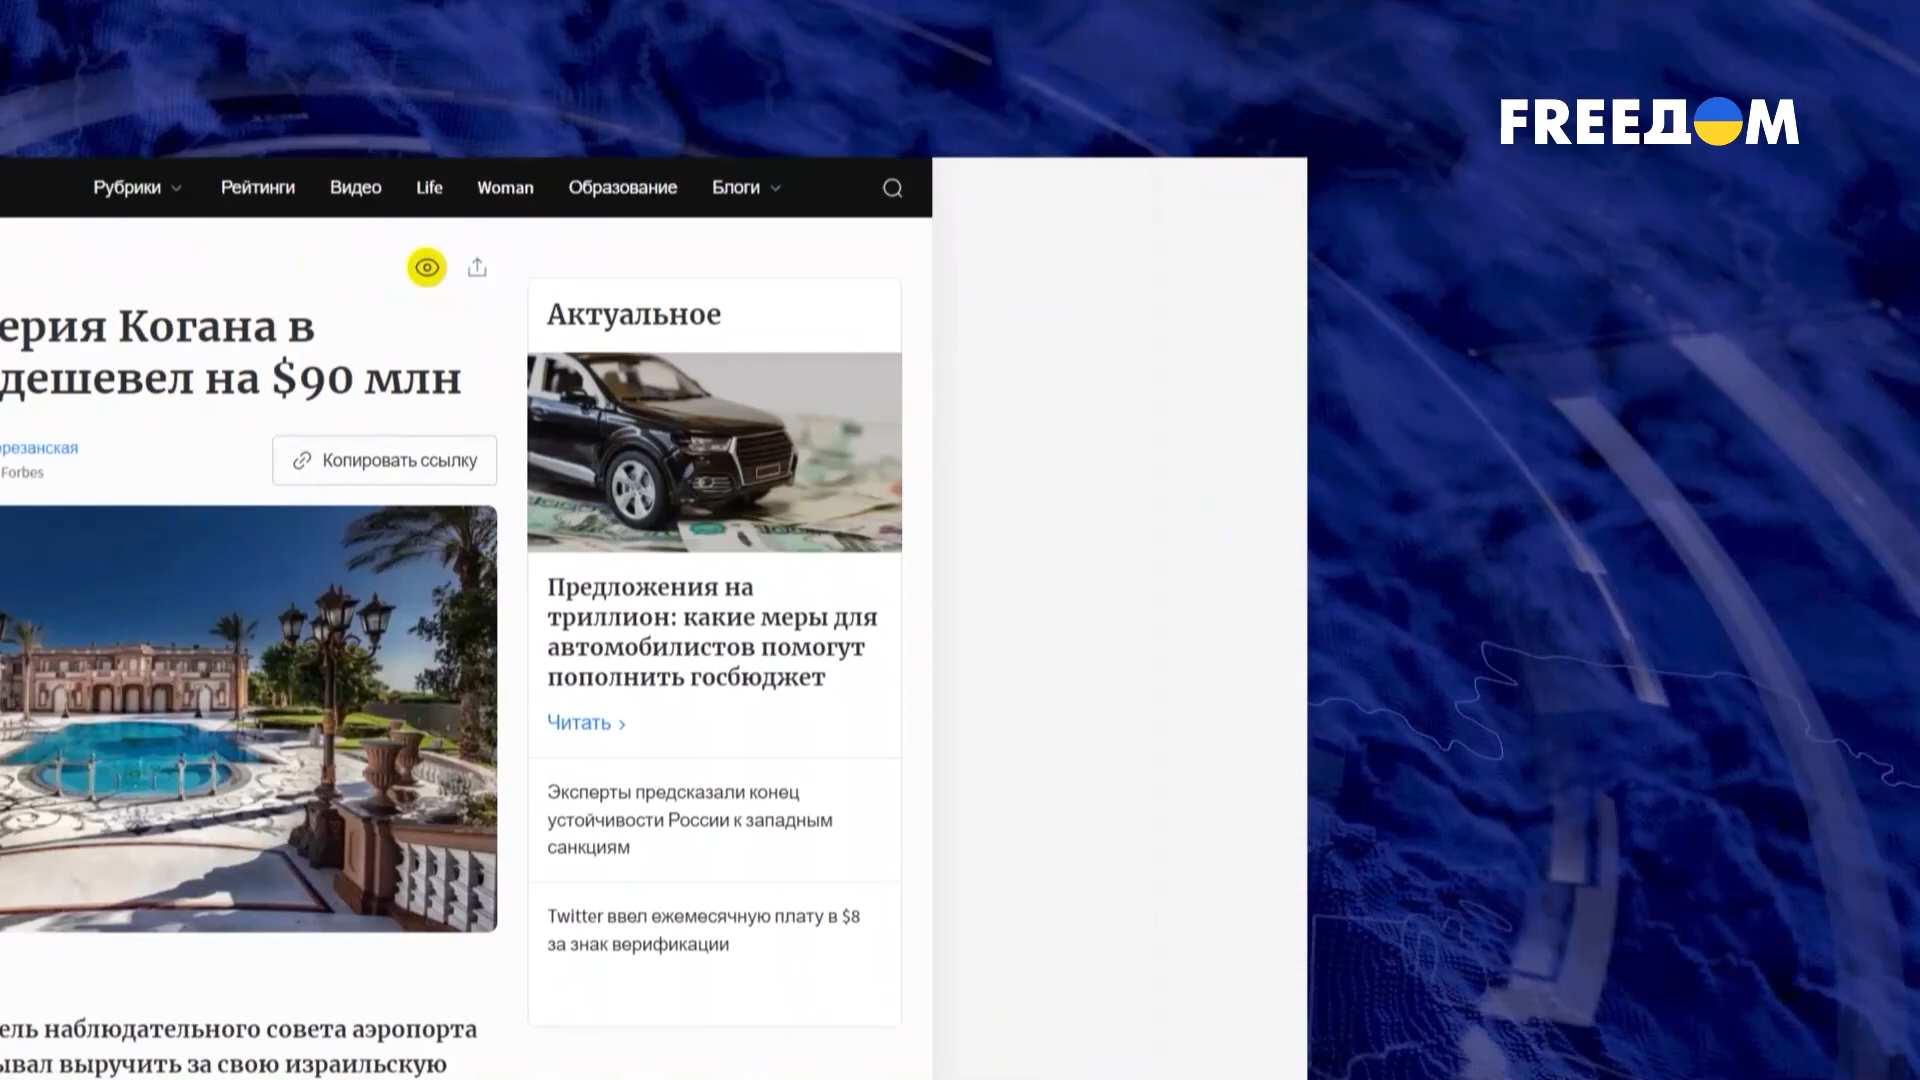 FREEДOM
Рубрики
Рейтинги
Видео
Life
Woman
Образование
Блоги
ерия Когана в
дешевел на $90 млн
резанская
Forbes
Копировать ссылку
ель наблюдательного совета аэропорта
ывал выручить за свою израильскую
Актуальное
Предложения на
триллион: какие меры для
автомобилистов помогут
пополнить госбюджет
Читать
Эксперты предсказали конец
устойчивости России к западным
санкциям
Twitter ввел ежемесячную плату в $8
за знак верификации